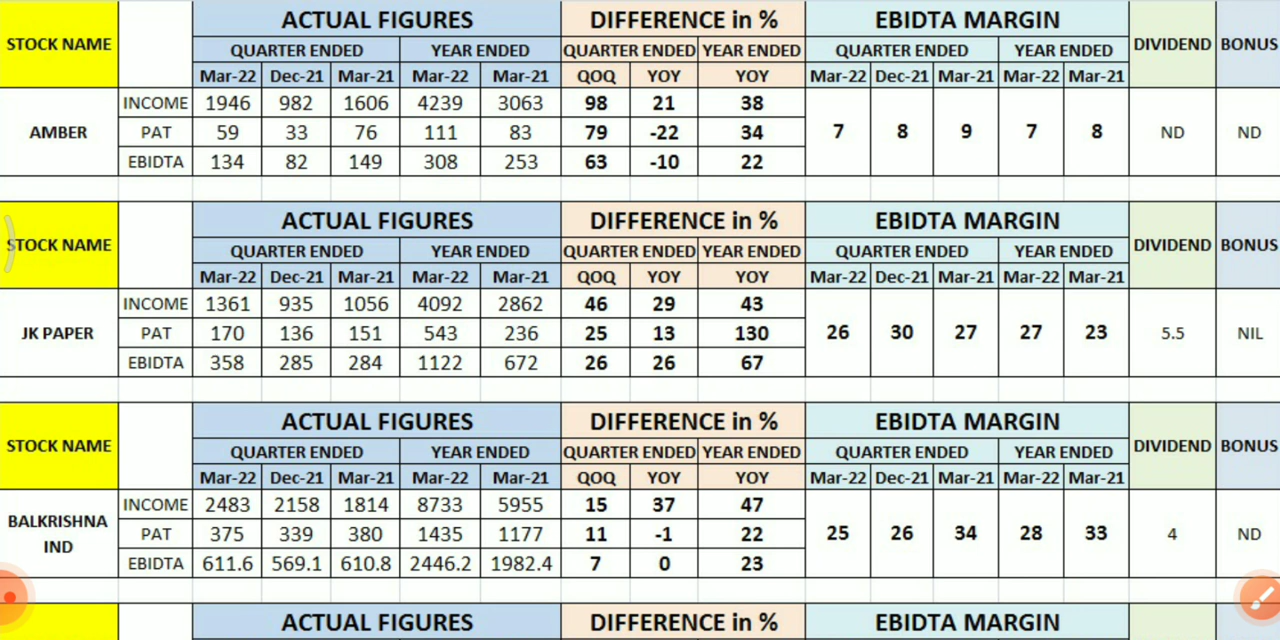 STOCK NAME ACTUAL FIGURES DIFFERENCE in % EBIDTA MARGIN DIVIDEND BONUS
QUARTER ENDED YEAR ENDED QUARTER ENDED YEAR ENDED QUARTER ENDED YEAR ENDED
Mar-22 Dec-21 Mar-21 Mar-22 Mar-21 QOQ YOY YOY Mar-22 Dec-21 Mar-21 Mar-22 Mar-21
INCOME 1946 982 1606 4239 3063 98 21 38
AMBER PAT 59 33 76 111 83 79 -22 34 7 8 9 7 8 ND ND
EBIDTA 134 82 149 308 253 63 -10 22
STOCK NAME ACTUAL FIGURES DIFFERENCE in % EBIDTA MARGIN DIVIDEND BONUS
QUARTER ENDED YEAR ENDED QUARTER ENDED YEAR ENDED QUARTER ENDED YEAR ENDED
Mar-22 Dec-21 Mar-21 Mar-22 Mar-21 QOQ YOY YOY Mar-22 Dec-21 Mar-21 Mar-22 Mar-21
INCOME 1361 935 1056 4092 2862 46 29 43
JK PAPER PAT 170 136 151 543 236 25 13 130 26 30 27 27 23 5.5 NIL
EBIDTA 358 285 284 1122 672 26 26 67
STOCK NAME ACTUAL FIGURES DIFFERENCE in % EBIDTA MARGIN DIVIDEND BONUS
QUARTER ENDED YEAR ENDED QUARTER ENDED YEAR ENDED QUARTER ENDED YEAR ENDED
Mar-22 Dec-21 Mar-21 Mar-22 Mar-21 QOQ YOY YOY Mar-22 Dec-21 Mar-21 Mar-22 Mar-21
INCOME 2483 2158 1814 8733 5955 15 37 47
BALKRISHNA IND PAT 375 339 380 1435 1177 11 -1 22 25 26 34 28 33 4 ND
EBIDTA 611.6 569.1 610.8 2446.2 1982.4 7 0 23
ACTUAL FIGURES DIFFERENCE in % EBIDTA MARGIN